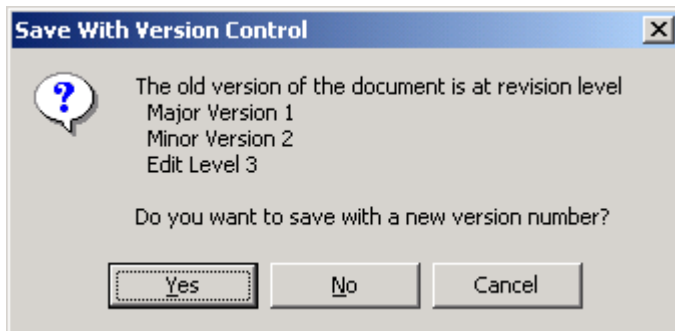 Save With Version Control
The old version of the document is at revision level
Major Version 1
Minor Version 2
Edit Level 3
Do you want to save with a new version number?
Yes
No
Cancel